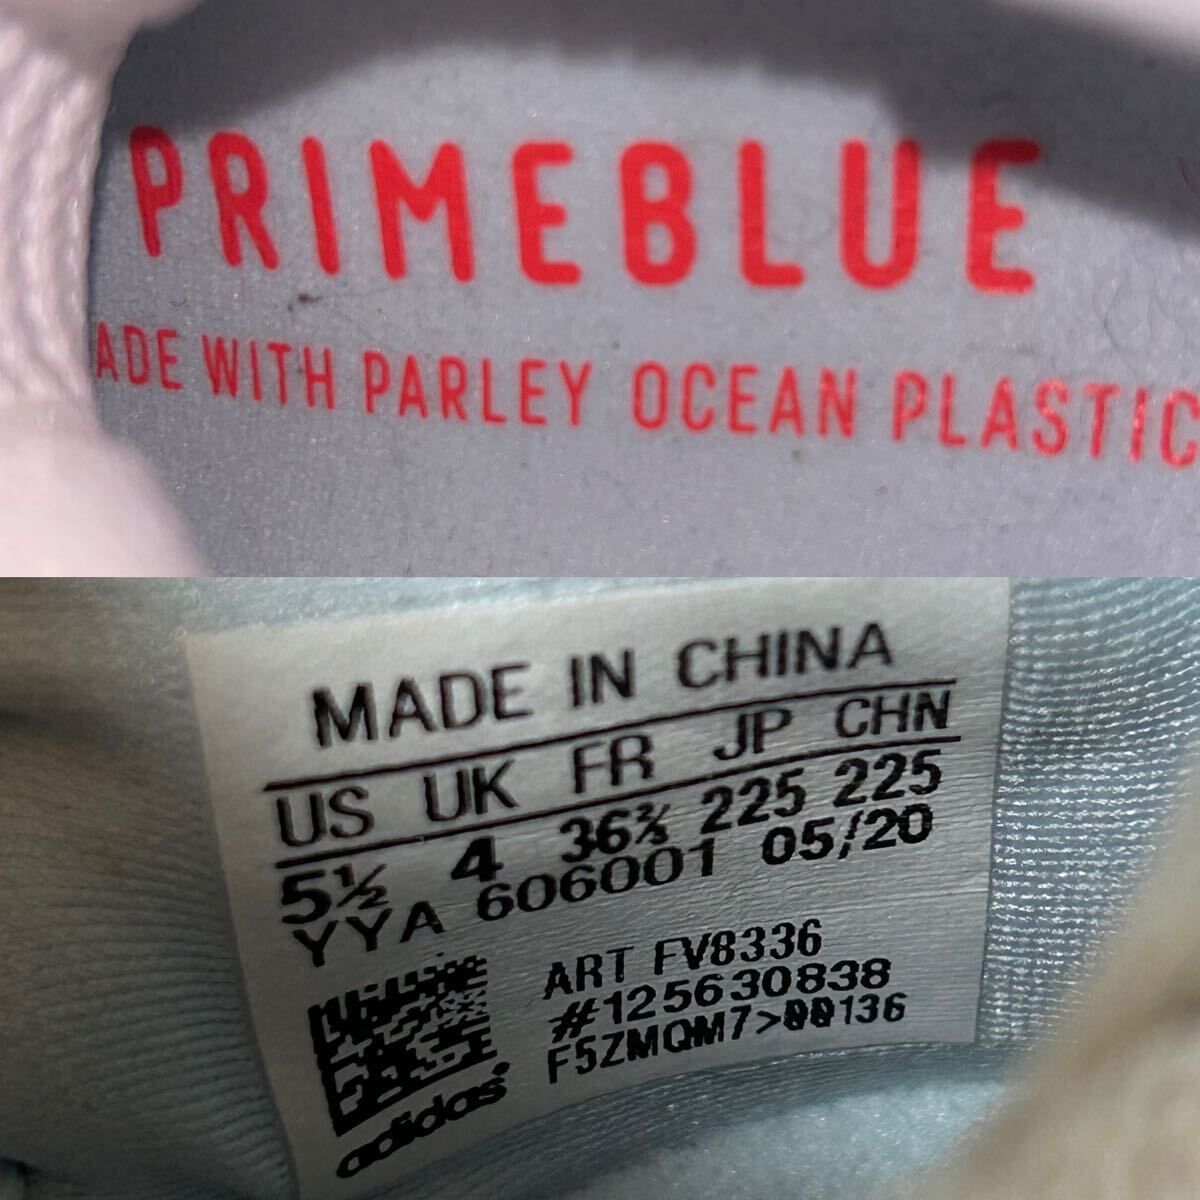 PRIMEBLUE
ADE WITH PARLEY OCEAN PLASTIC
MADE IN CHINA
US UK FR JP CHN
5½ 4 36⅔ 225 225
YYA 606001 05/20
ART FV8336
#125630838
F5ZMQM7>00136
adidas